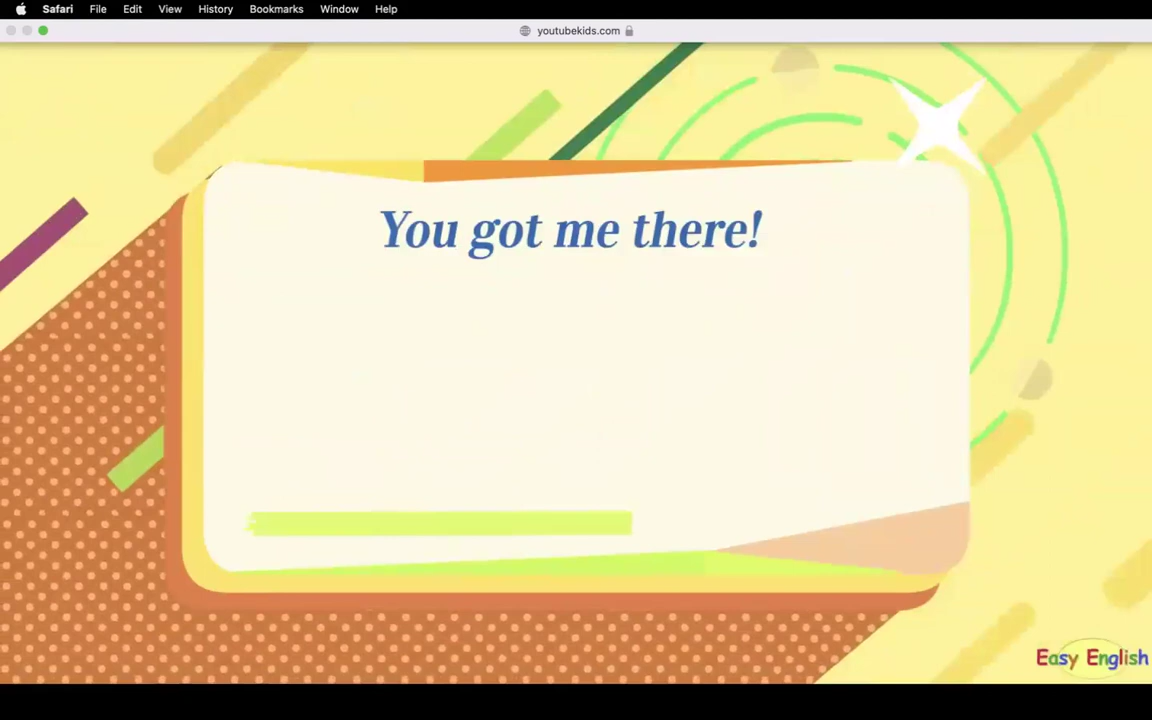 Safari File Edit View History Bookmarks Window Help
youtubekids.com
You got me there!
Easy English